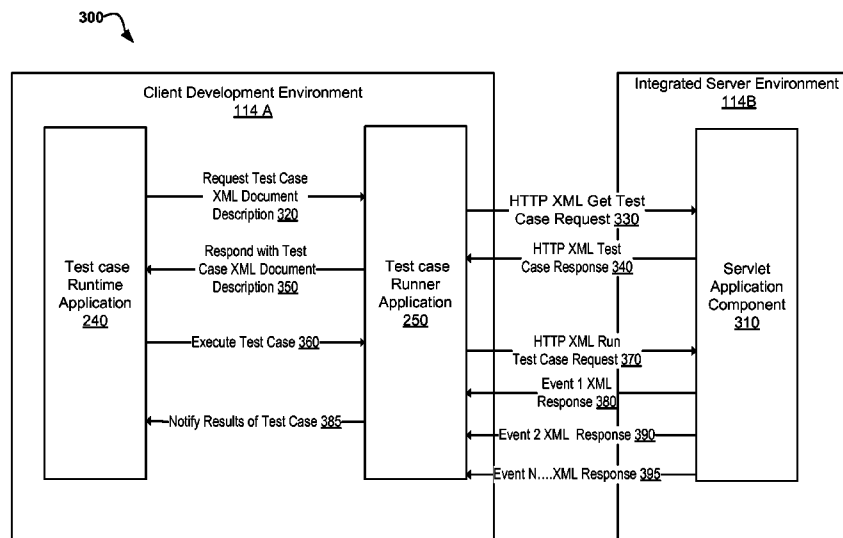 300
Client Development Environment
114 A
Integrated Server Environment
114B
Test case
Runtime
Application
240
Request Test Case
XML Document
Description 320
Respond with Test
Case XML Document
Description 350
Execute Test Case 360
Notify Results of Test Case 385
Test case
Runner
Application
250
HTTP XML Get Test
Case Request 330
HTTP XML Test
Case Response 340
HTTP XML Run
Test Case Request 370
Event 1 XML
Response 380
Event 2 XML Response 390
Event N....XML Response 395
Servlet
Application
Component
310